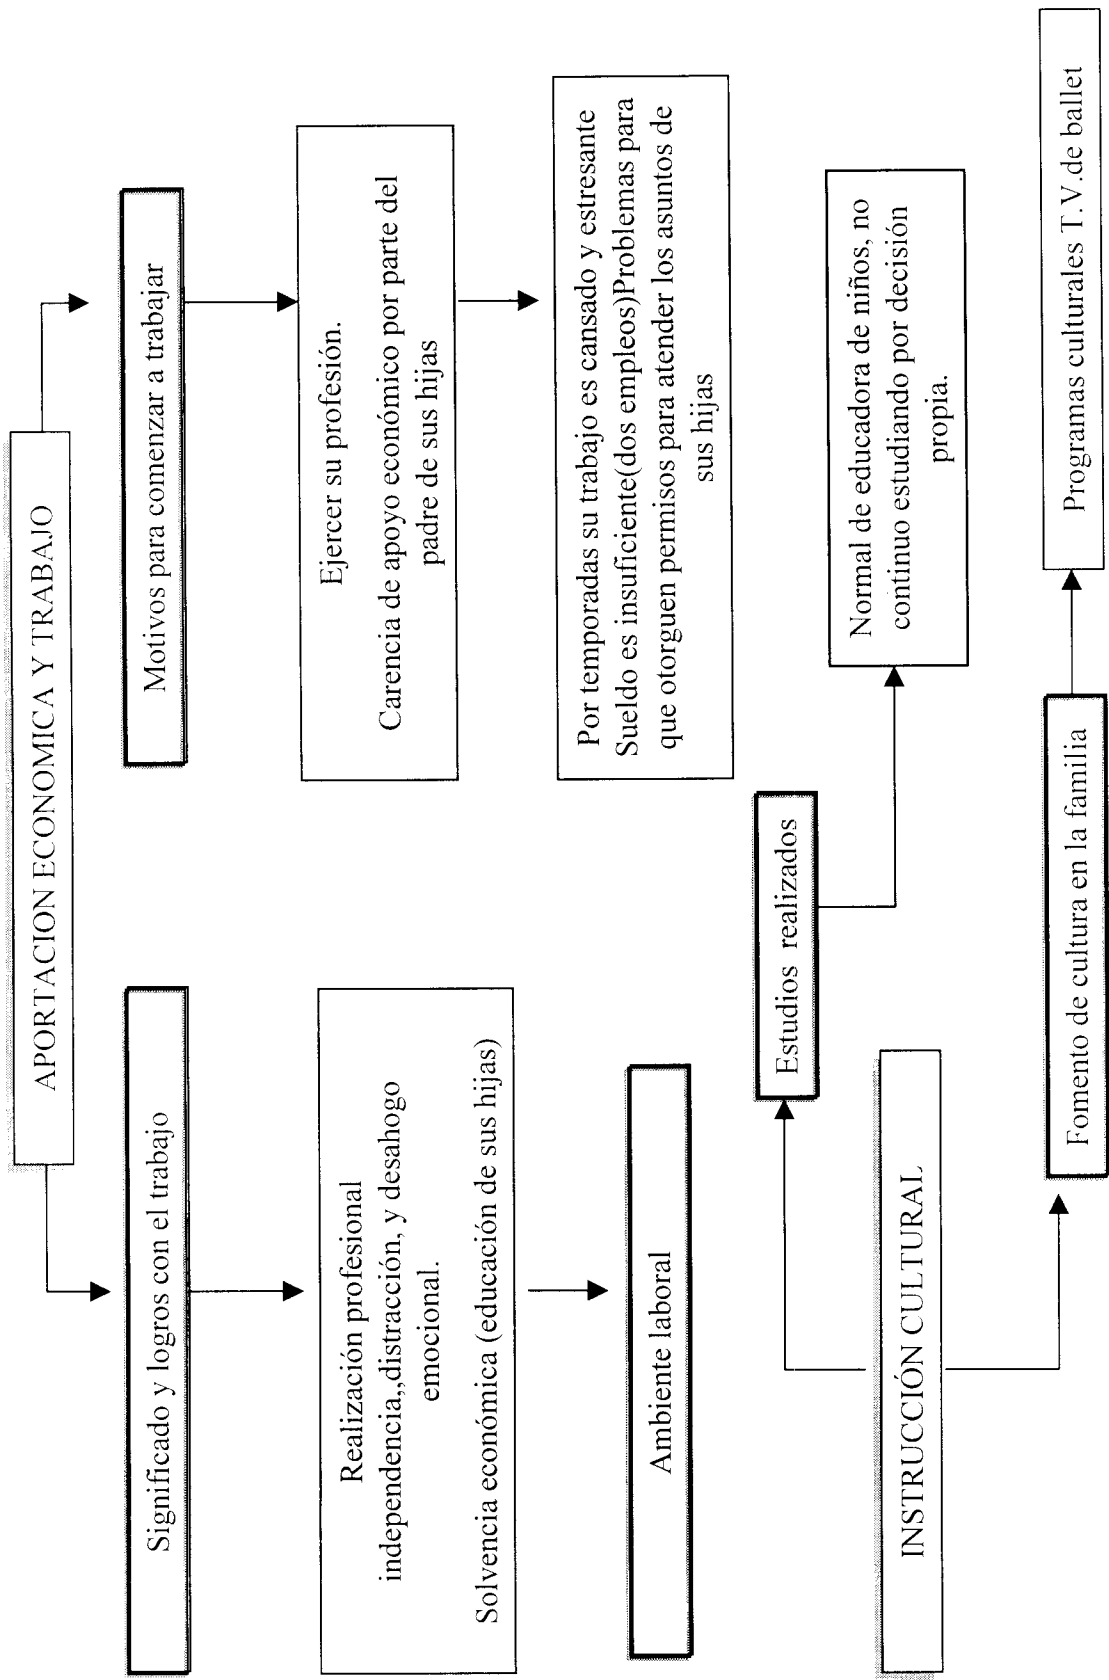 APORTACION ECONOMICA Y TRABAJO
Significado y logros con el trabajo
Motivos para comenzar a trabajar
Realización profesional
independencia,,distracción, y desahogo
emocional.
Solvencia económica (educación de sus hijas)
Ejercer su profesión.
Carencia de apoyo económico por parte del
padre de sus hijas
Ambiente laboral
Por temporadas su trabajo es cansado y estresante
Sueldo es insuficiente(dos empleos)Problemas para
que otorguen permisos para atender los asuntos de
sus hijas
INSTRUCCIÓN CULTURAL
Estudios realizados
Normal de educadora de niños, no
continuo estudiando por decisión
propia.
Fomento de cultura en la familia
Programas culturales T.V.de ballet